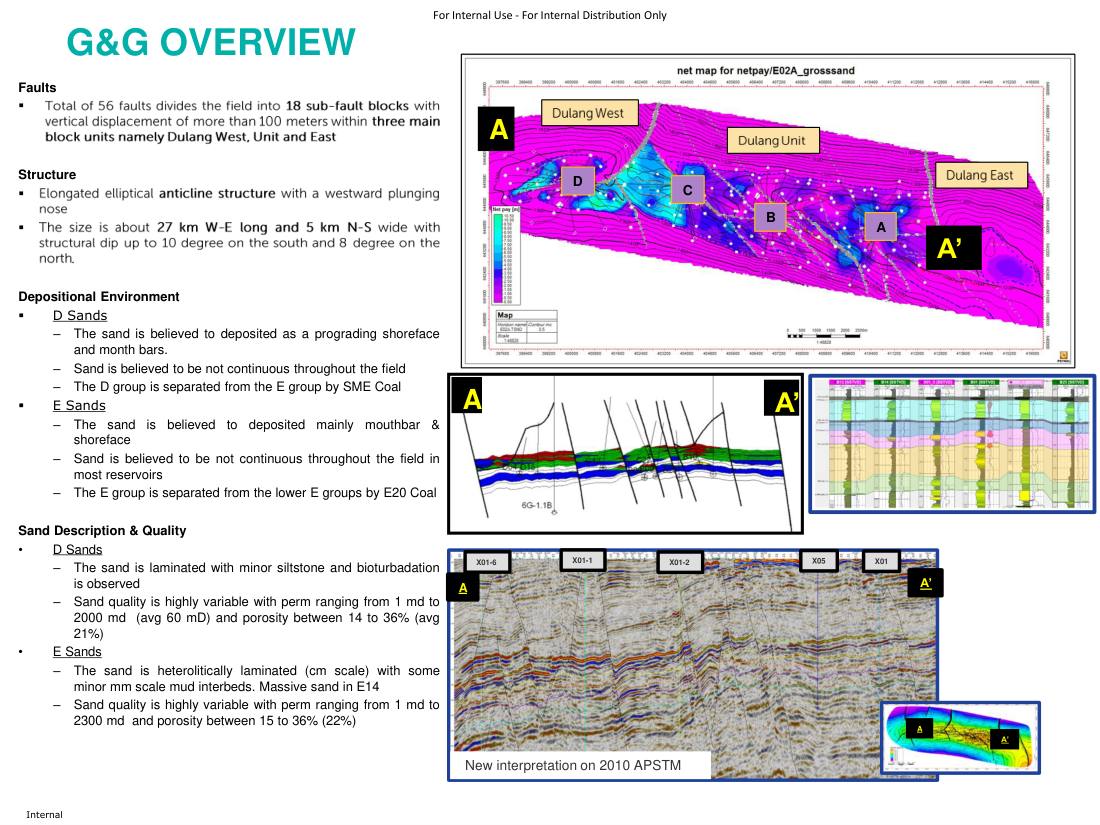 For Internal Use - For Internal Distribution Only
G&G OVERVIEW
Faults
▪ Total of 56 faults divides the field into 18 sub-fault blocks with
vertical displacement of more than 100 meters within three main
block units namely Dulang West, Unit and East
Structure
▪ Elongated elliptical anticline structure with a westward plunging
nose
▪ The size is about 27 km W-E long and 5 km N-S wide with
structural dip up to 10 degree on the south and 8 degree on the
north.
Depositional Environment
▪ D Sands
– The sand is believed to deposited as a prograding shoreface
and month bars.
– Sand is believed to be not continuous throughout the field
– The D group is separated from the E group by SME Coal
▪ E Sands
– The sand is believed to deposited mainly mouthbar &
shoreface
– Sand is believed to be not continuous throughout the field in
most reservoirs
– The E group is separated from the lower E groups by E20 Coal
Sand Description & Quality
• D Sands
– The sand is laminated with minor siltstone and bioturbadation
is observed
– Sand quality is highly variable with perm ranging from 1 md to
2000 md (avg 60 mD) and porosity between 14 to 36% (avg
21%)
• E Sands
– The sand is heterolitically laminated (cm scale) with some
minor mm scale mud interbeds. Massive sand in E14
– Sand quality is highly variable with perm ranging from 1 md to
2300 md and porosity between 15 to 36% (22%)
net map for netpay/E02A_grosssand
A
Dulang West
Dulang Unit
Dulang East
D
C
B
A
A’
Net pay [m]
Map
A
A’
6G-1.1B
X01-6
X01-1
X01-2
X05
X01
A
A’
New interpretation on 2010 APSTM
A
A’
Internal